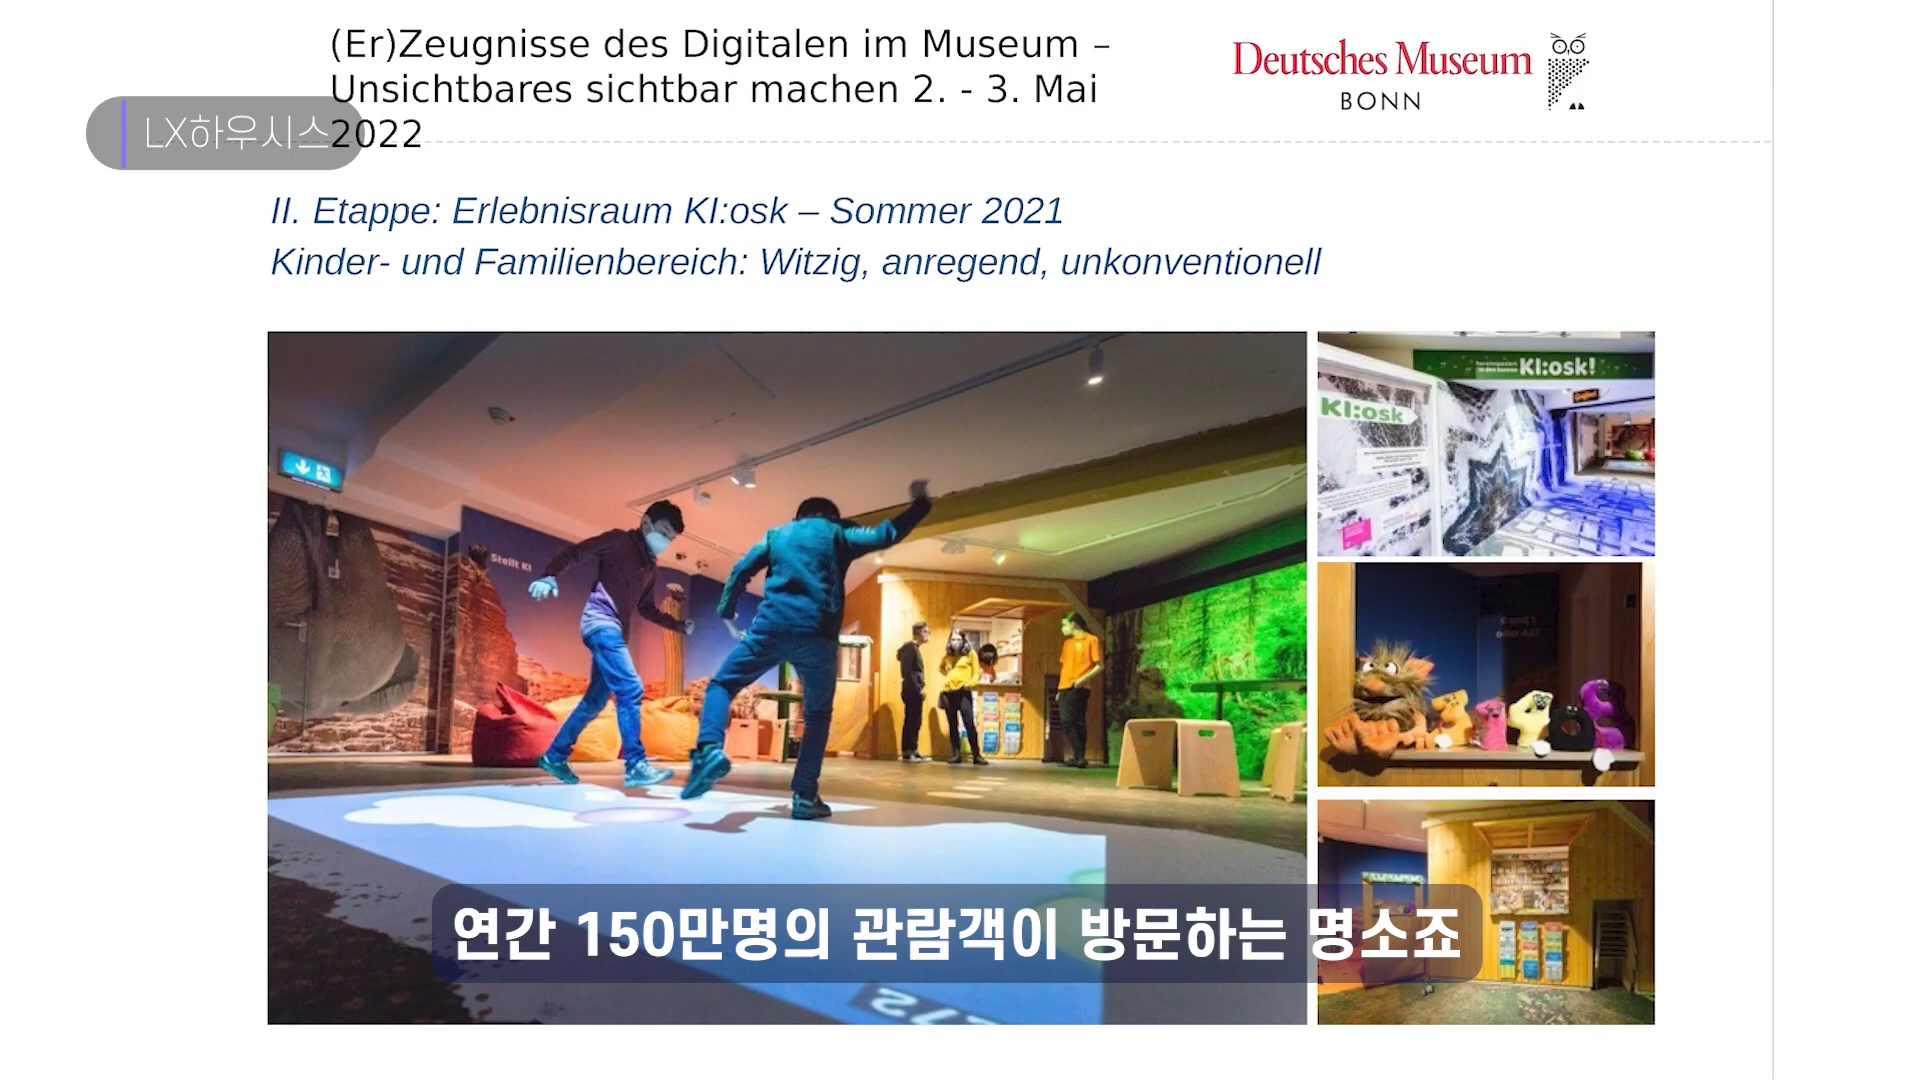 (Er)Zeugnisse des Digitalen im Museum –
Unsichtbares sichtbar machen 2. - 3. Mai
2022
Deutsches Museum
BONN
LX하우시스
II. Etappe: Erlebnisraum KI:osk – Sommer 2021
Kinder- und Familienbereich: Witzig, anregend, unkonventionell
Stellt KI
KI:osk!
KI:osk
연간 150만명의 관람객이 방문하는 명소죠